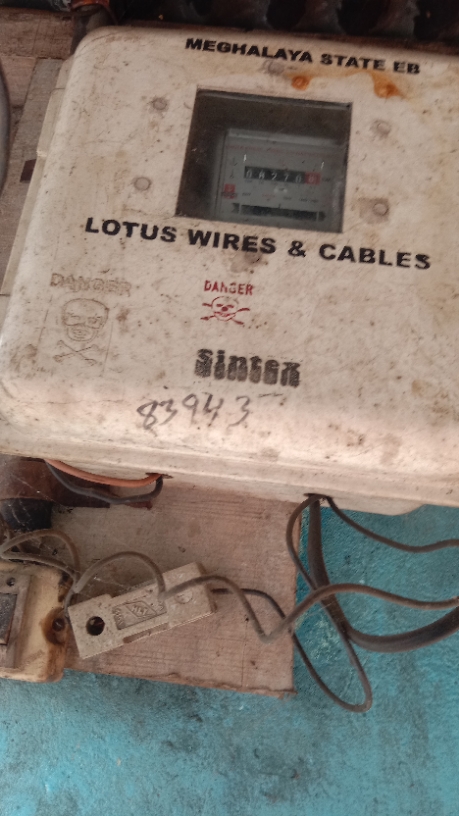 MEGHALAYA STATE EB
LOTUS WIRES & CABLES
DANGER
DANGER
Sintex
83943